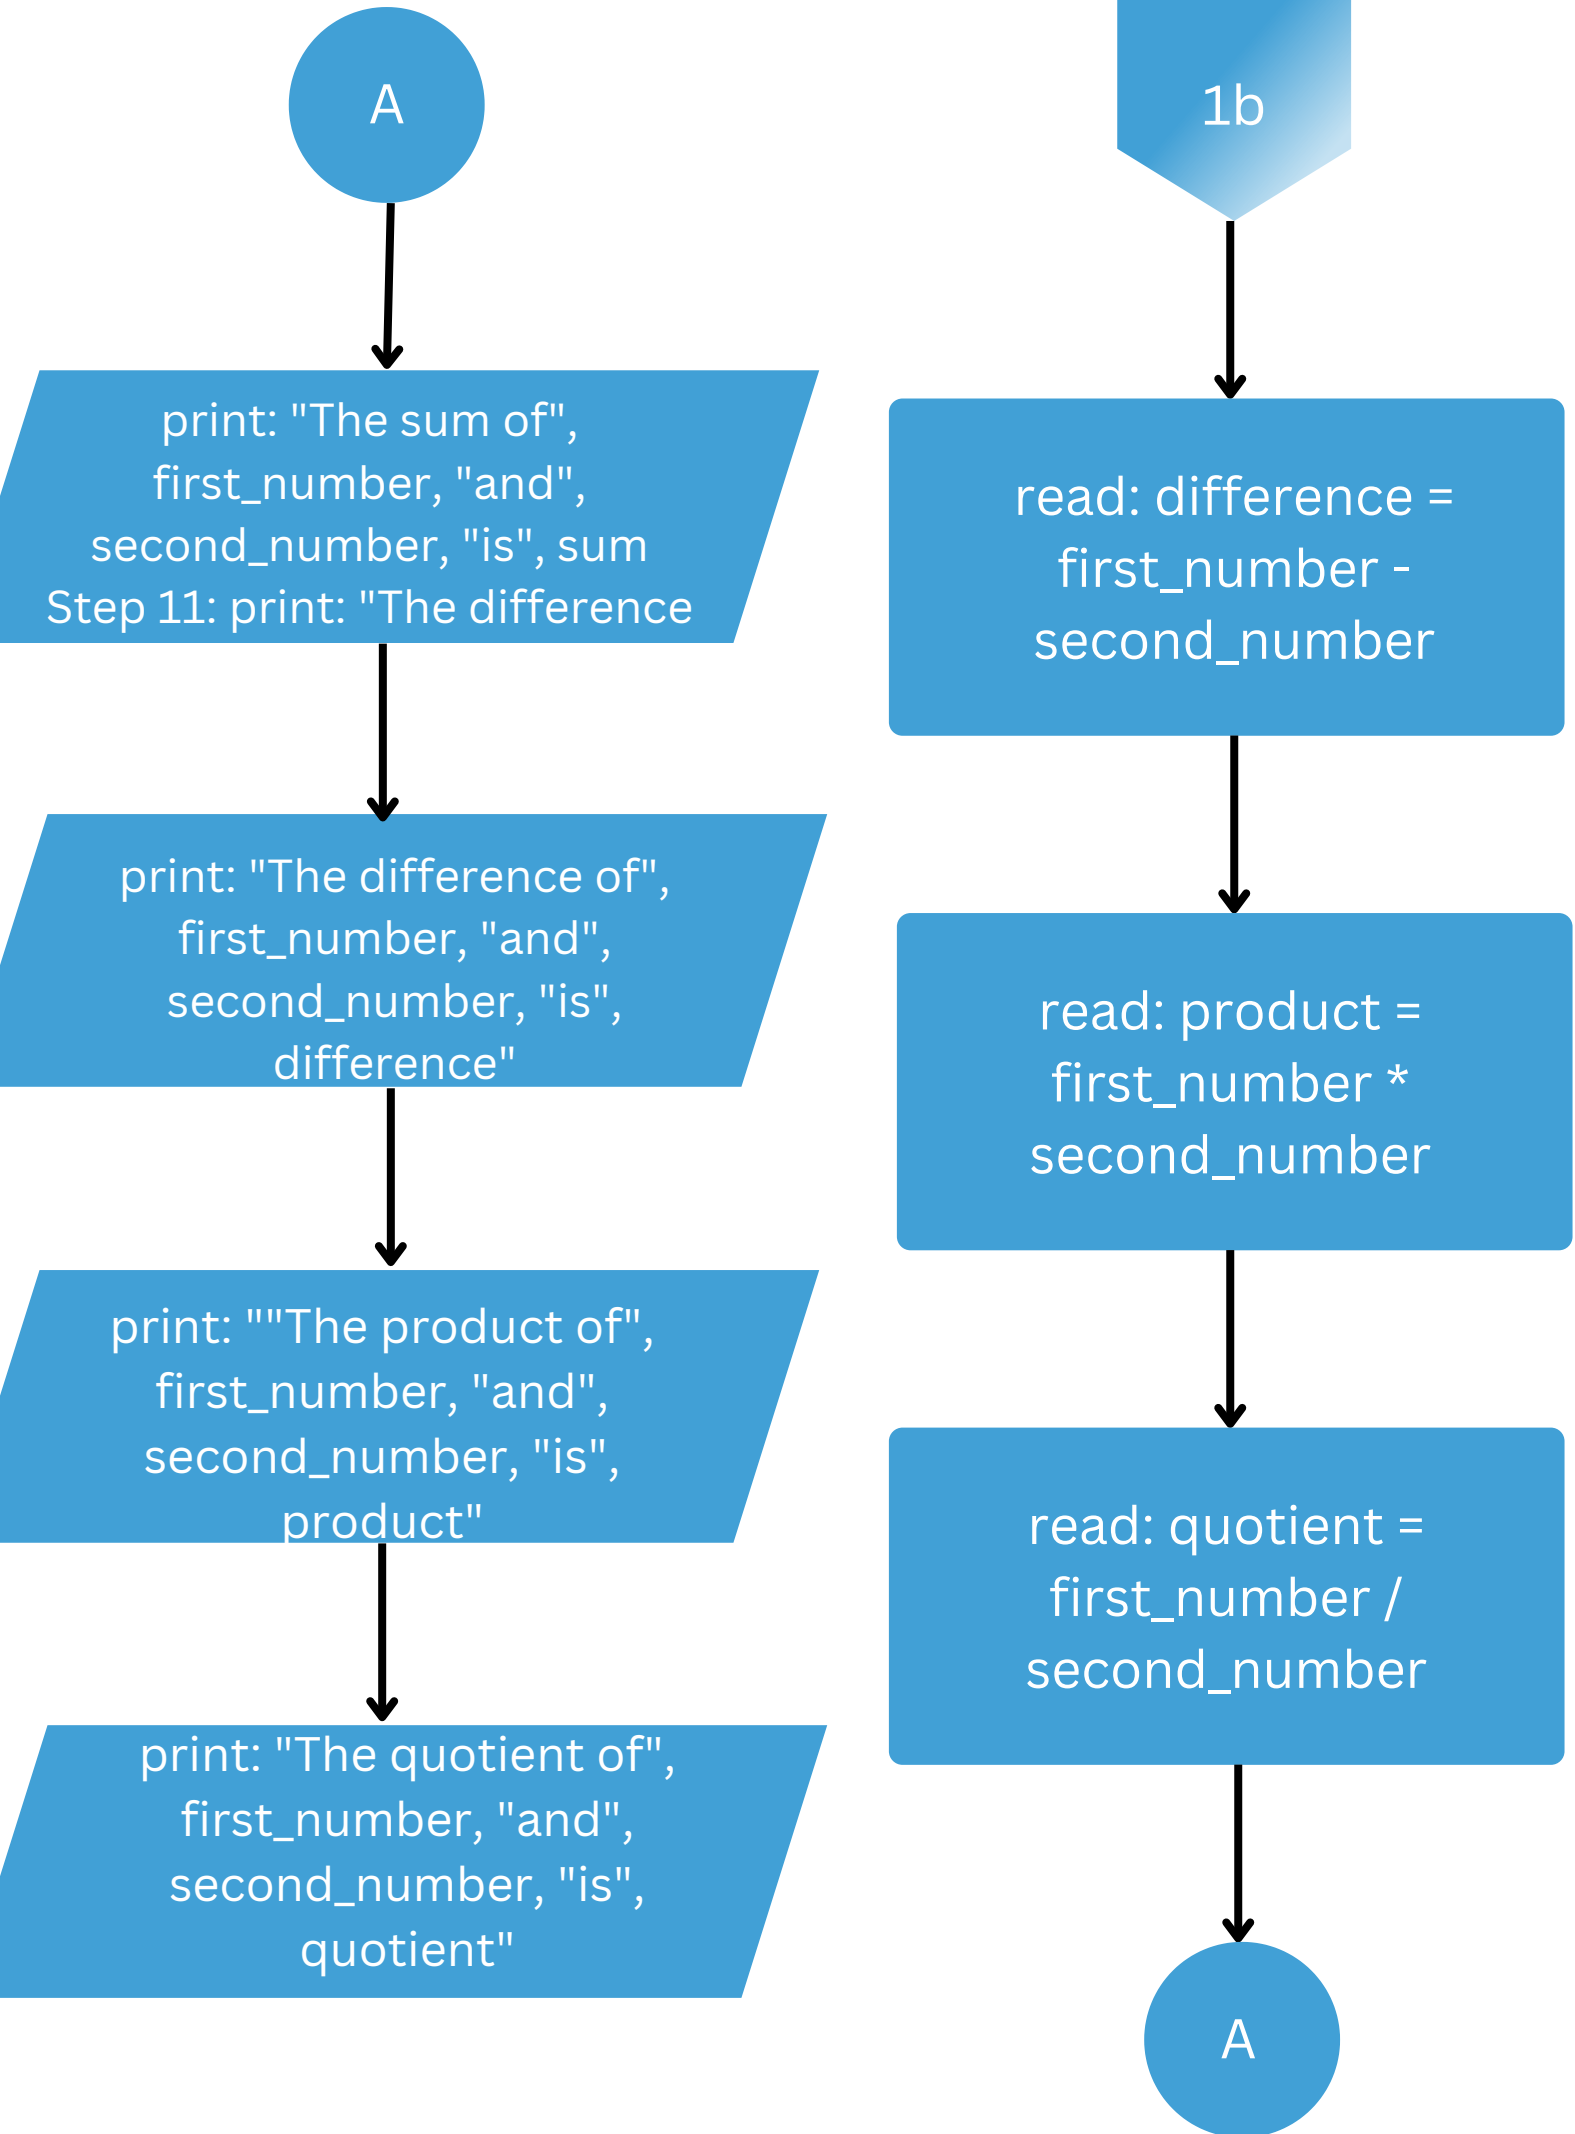 A
print: "The sum of",
first_number, "and",
second_number, "is", sum
Step 11: print: "The difference
print: "The difference of",
first_number, "and",
second_number, "is",
difference"
print: ""The product of",
first_number, "and",
second_number, "is",
product"
print: "The quotient of",
first_number, "and",
second_number, "is",
quotient"
1b
read: difference =
first_number -
second_number
read: product =
first_number *
second_number
read: quotient =
first_number /
second_number
A